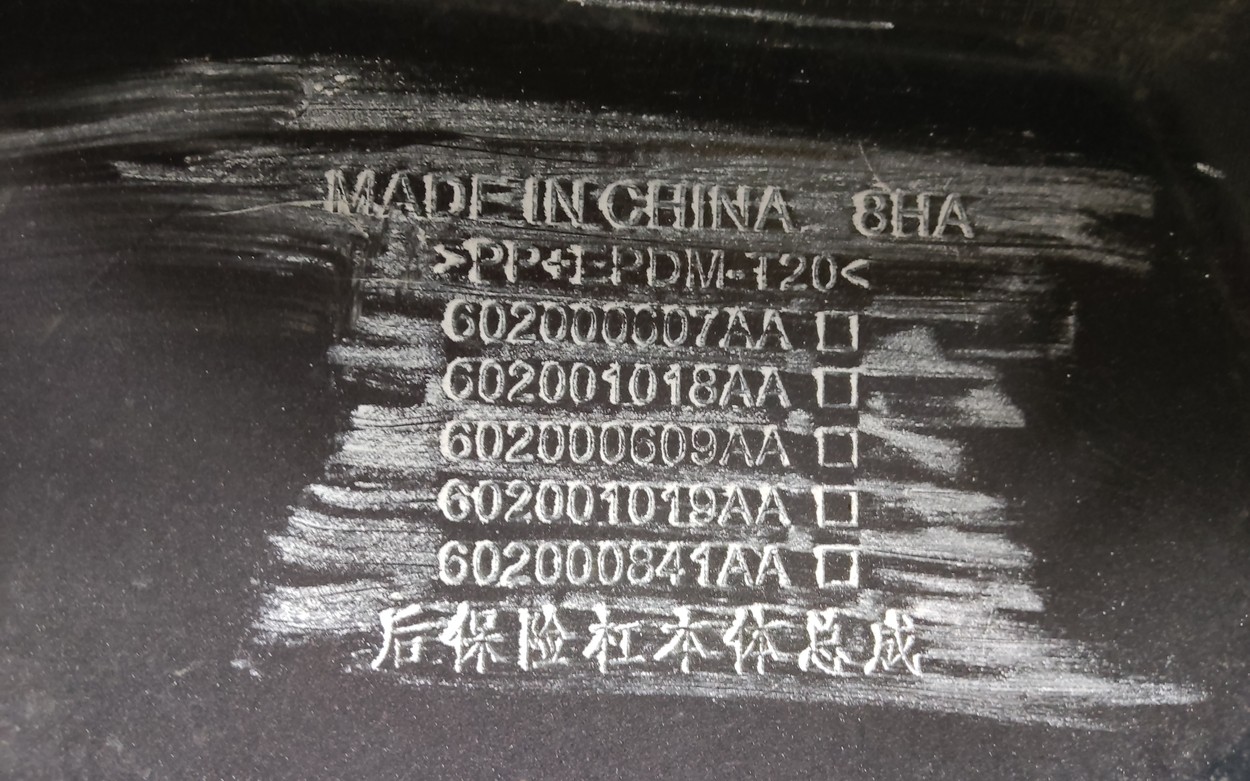 MADE IN CHINA 8HA
>PP+EPDM-T20<
602000607AA □
602001018AA □
602000609AA □
602001019AA □
602000841AA □
后保险杠本体总成